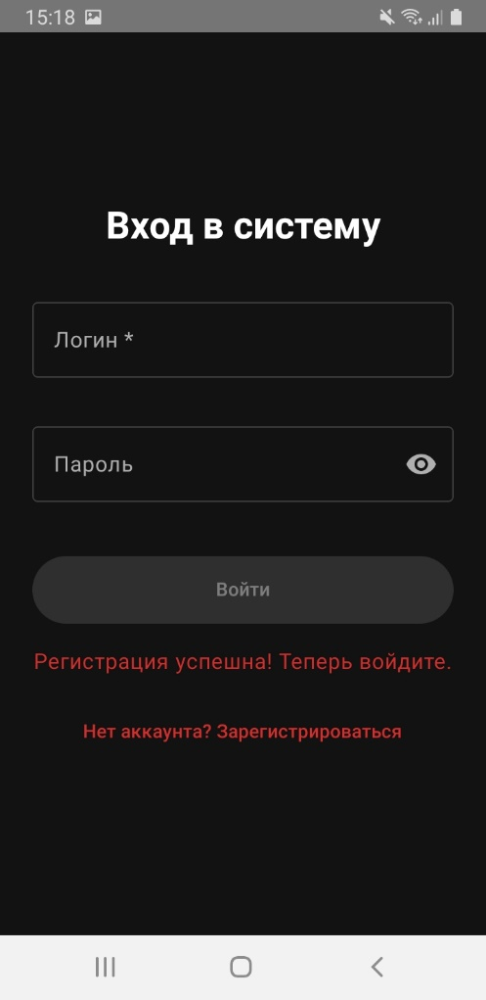 15:18
Вход в систему
Логин *
Пароль
Войти
Регистрация успешна! Теперь войдите.
Нет аккаунта? Зарегистрироваться